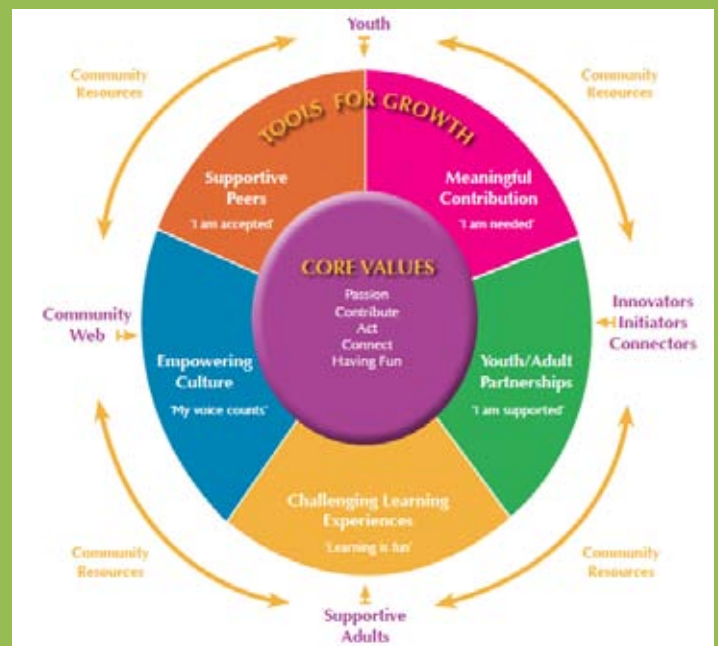 Youth
Community
Resources
Community
Resources
TOOLS FOR GROWTH
Supportive
Peers
'I am accepted'
Meaningful
Contribution
'I am needed'
CORE VALUES
Passion
Contribute
Act
Connect
Having Fun
Community
Web
Innovators
Initiators
Connectors
Empowering
Culture
'My voice counts'
Youth/Adult
Partnerships
'I am supported'
Challenging Learning
Experiences
'Learning is fun'
Community
Resources
Community
Resources
Supportive
Adults